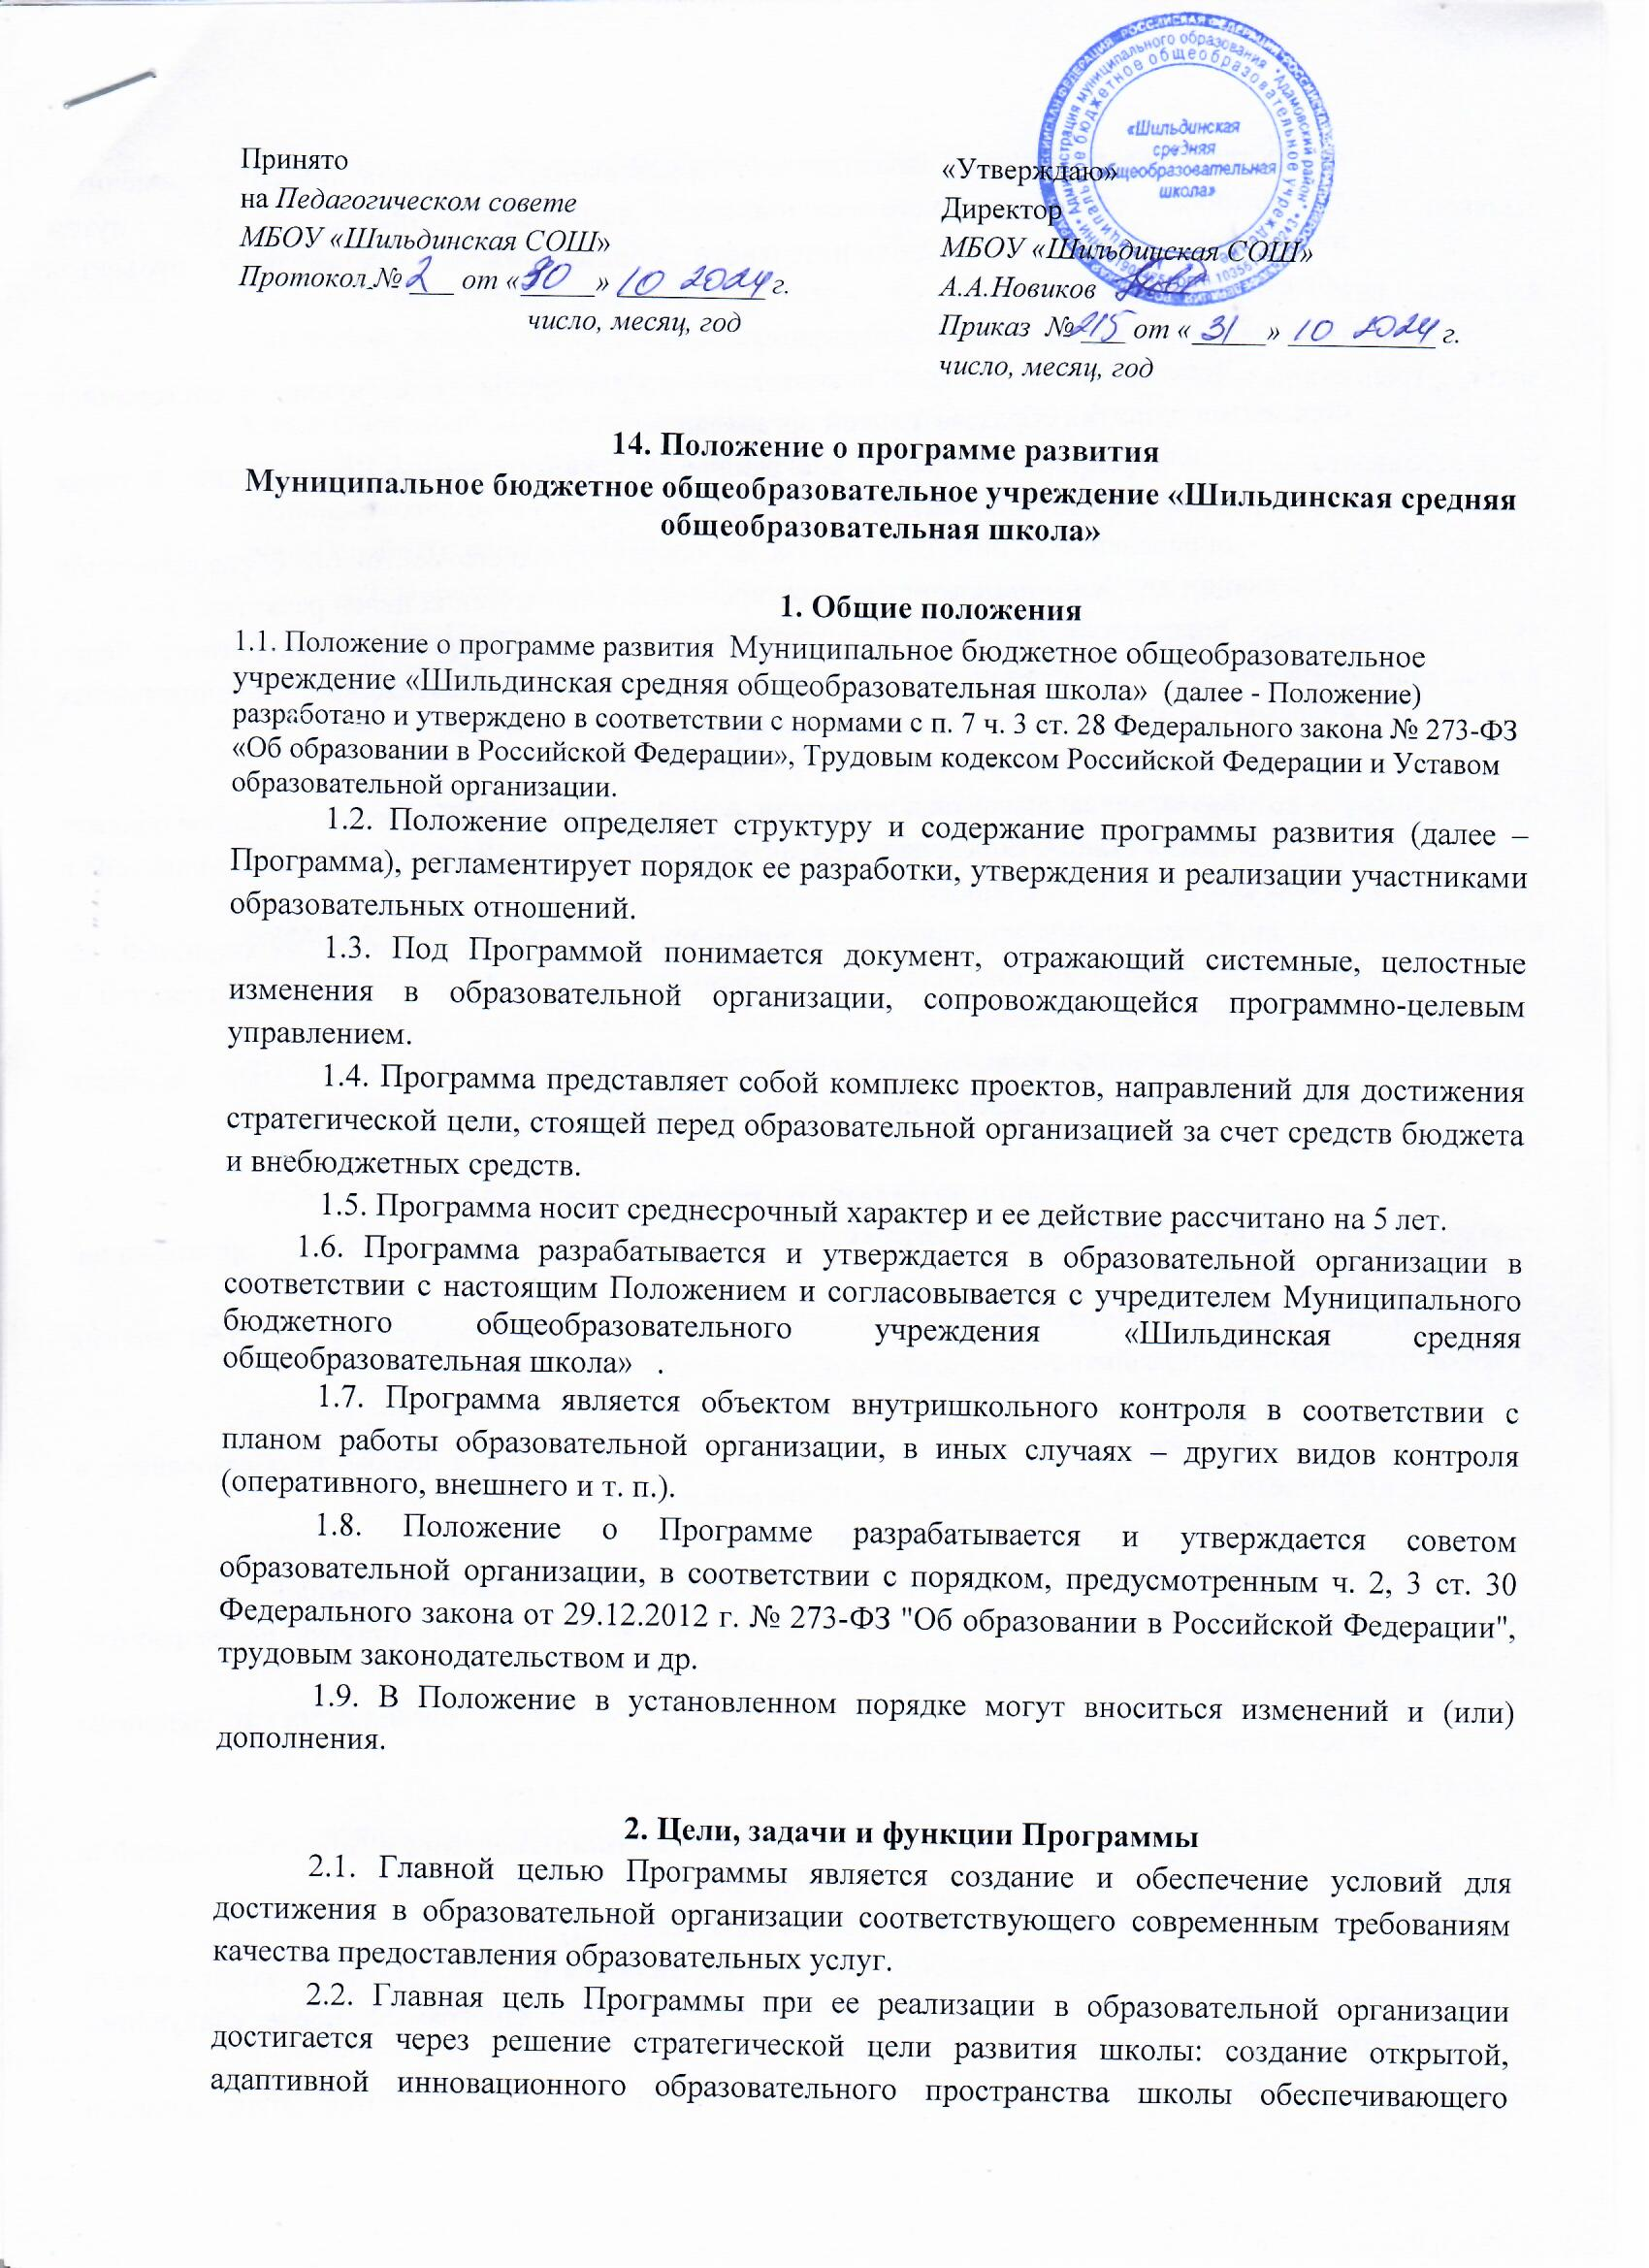 Принято
на Педагогическом совете
МБОУ «Шильдинская СОШ»
Протокол № 2 от «30» 10 2024 г.
число, месяц, год
«Шильдинская
средняя
общеобразовательная
школа»
«Утверждаю»
Директор
МБОУ «Шильдинская СОШ»
А.А.Новиков
Приказ № 215 от « 31 » 10 2024 г.
число, месяц, год
14. Положение о программе развития
Муниципальное бюджетное общеобразовательное учреждение «Шильдинская средняя
общеобразовательная школа»
1. Общие положения
1.1. Положение о программе развития Муниципальное бюджетное общеобразовательное
учреждение «Шильдинская средняя общеобразовательная школа» (далее - Положение)
разработано и утверждено в соответствии с нормами с п. 7 ч. 3 ст. 28 Федерального закона № 273-ФЗ
«Об образовании в Российской Федерации», Трудовым кодексом Российской Федерации и Уставом
образовательной организации.
1.2. Положение определяет структуру и содержание программы развития (далее –
Программа), регламентирует порядок ее разработки, утверждения и реализации участниками
образовательных отношений.
1.3. Под Программой понимается документ, отражающий системные, целостные
изменения в образовательной организации, сопровождающейся программно-целевым
управлением.
1.4. Программа представляет собой комплекс проектов, направлений для достижения
стратегической цели, стоящей перед образовательной организацией за счет средств бюджета
и внебюджетных средств.
1.5. Программа носит среднесрочный характер и ее действие рассчитано на 5 лет.
1.6. Программа разрабатывается и утверждается в образовательной организации в
соответствии с настоящим Положением и согласовывается с учредителем Муниципального
бюджетного общеобразовательного учреждения «Шильдинская средняя
общеобразовательная школа» .
1.7. Программа является объектом внутришкольного контроля в соответствии с
планом работы образовательной организации, в иных случаях – других видов контроля
(оперативного, внешнего и т. п.).
1.8. Положение о Программе разрабатывается и утверждается советом
образовательной организации, в соответствии с порядком, предусмотренным ч. 2, 3 ст. 30
Федерального закона от 29.12.2012 г. № 273-ФЗ "Об образовании в Российской Федерации",
трудовым законодательством и др.
1.9. В Положение в установленном порядке могут вноситься изменений и (или)
дополнения.
2. Цели, задачи и функции Программы
2.1. Главной целью Программы является создание и обеспечение условий для
достижения в образовательной организации соответствующего современным требованиям
качества предоставления образовательных услуг.
2.2. Главная цель Программы при ее реализации в образовательной организации
достигается через решение стратегической цели развития школы: создание открытой,
адаптивной инновационного образовательного пространства школы обеспечивающего